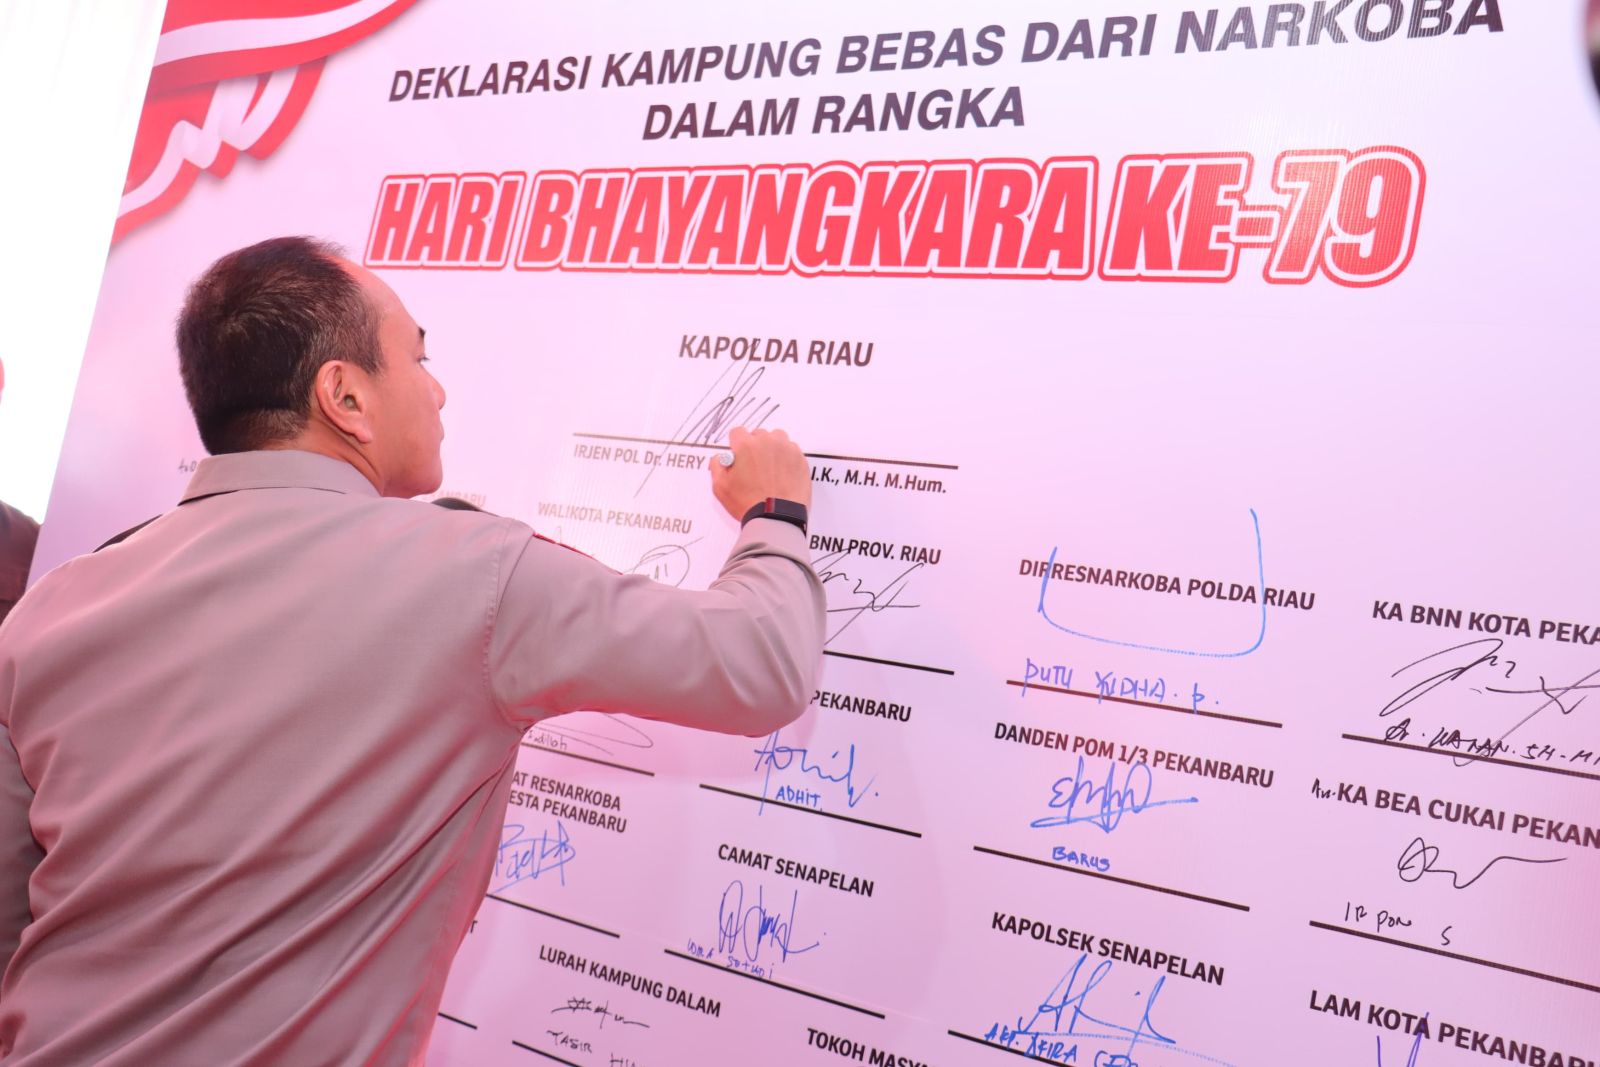 DEKLARASI KAMPUNG BEBAS DARI NARKOBA
DALAM RANGKA
HARI BHAYANGKARA KE-79
KAPOLDA RIAU
IRJEN POL Dr. HERY I.K., M.H. M.Hum.
WALIKOTA PEKANBARU
BNN PROV. RIAU
DIRRESNARKOBA POLDA RIAU
KA BNN KOTA PEKA
PUTU YUDHA. P.
PEKANBARU
DANDEN POM 1/3 PEKANBARU
KA BEA CUKAI PEKAN
ADHIT
BARUS
IRPON S
AT RESNARKOBA
ESTA PEKANBARU
CAMAT SENAPELAN
KAPOLSEK SENAPELAN
LAM KOTA PEKANBARU
LURAH KAMPUNG DALAM
TOKOH MASY